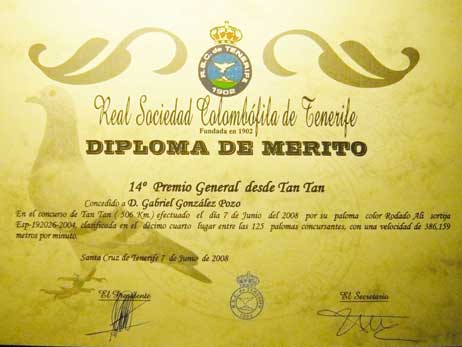 R.S.C. de TENERIFE
1902
Real Sociedad Colombófila de Tenerife
Fundada en 1902
DIPLOMA DE MERITO
14º Premio General desde Tan Tan
Concedido a D. Gabriel González Pozo
En el concurso de Tan Tan ( 506 Km.) efectuado el día 7 de Junio del 2008 por su paloma color Rodado Ali sortija
Esp-192026-2004, clasificada en el décimo cuarto lugar entre las 125 palomas concursantes, con una velocidad de 386,159
metros por minuto.
Santa Cruz de Tenerife 7 de junio de 2008
El Presidente
El Secretario